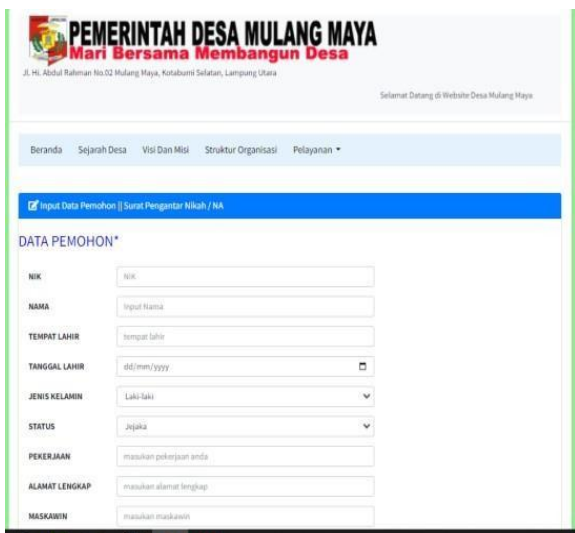 PEMERINTAH DESA MULANG MAYA
Mari Bersama Membangun Desa
Jl. Hi. Abdul Rahman No.02 Mulang Maya, Kotabumi Selatan, Lampung Utara
Selamat Datang di Website Desa Mulang Maya
Beranda Sejarah Desa Visi Dan Misi Struktur Organisasi Pelayanan
Input Data Pemohon || Surat Pengantar Nikah / NA
DATA PEMOHON*
NIK NIK
NAMA Input Nama
TEMPAT LAHIR tempat lahir
TANGGAL LAHIR dd/mm/yyyy
JENIS KELAMIN Laki-laki
STATUS Jejaka
PEKERJAAN masukan pekerjaan anda
ALAMAT LENGKAP masukan alamat lengkap
MASKAWIN masukan maskawin